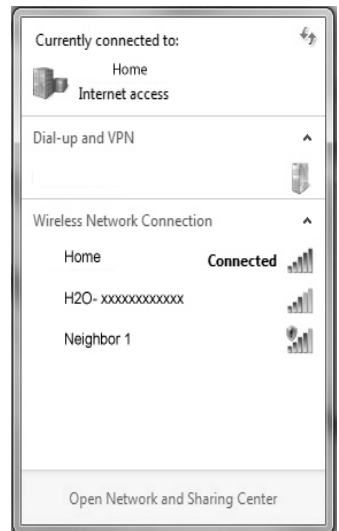 Currently connected to:
Home
Internet access
Dial-up and VPN
Wireless Network Connection
Home Connected
H2O- xxxxxxxxxxxx
Neighbor 1
Open Network and Sharing Center